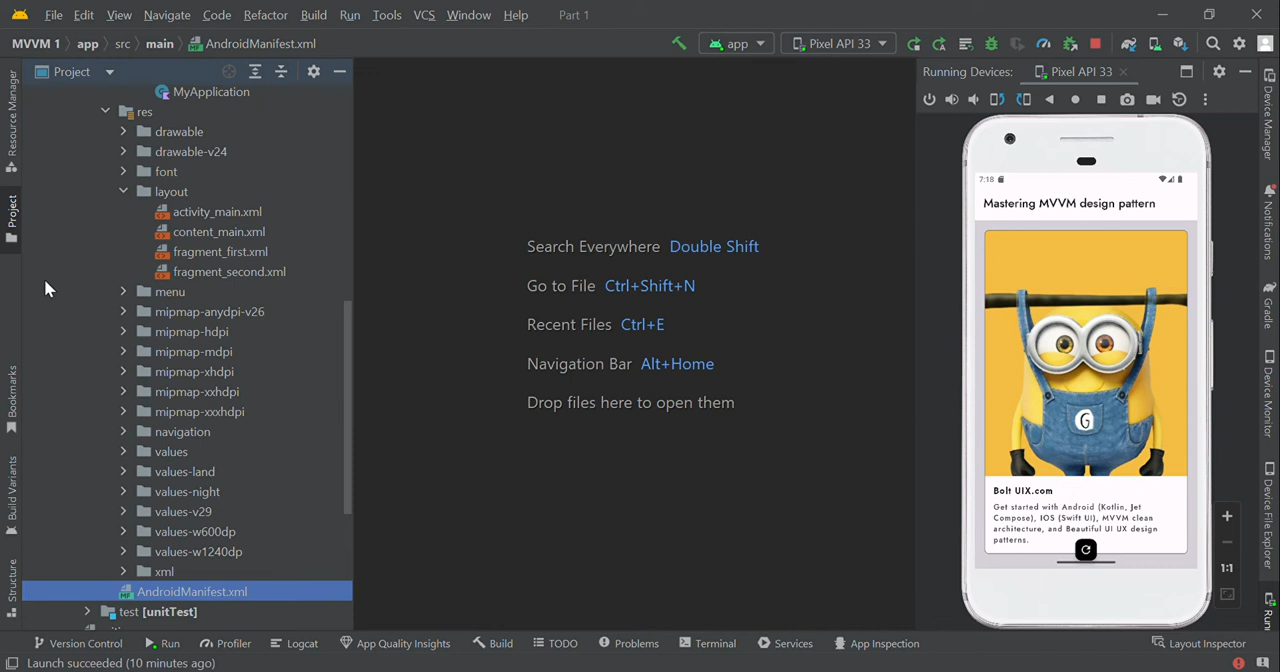 File Edit View Navigate Code Refactor Build Run Tools VCS Window Help Part 1
MVVM 1 app src main AndroidManifest.xml app Pixel API 33
Project
Running Devices: Pixel API 33
MyApplication
res
drawable
drawable-v24
font
layout
activity_main.xml
content_main.xml
fragment_first.xml
fragment_second.xml
menu
mipmap-anydpi-v26
mipmap-hdpi
mipmap-mdpi
mipmap-xhdpi
mipmap-xxhdpi
mipmap-xxxhdpi
navigation
values
values-land
values-night
values-v29
values-w600dp
values-w1240dp
xml
AndroidManifest.xml
test [unitTest]
Resource Manager
Project
Bookmarks
Build Variants
Structure
Search Everywhere Double Shift
Go to File Ctrl+Shift+N
Recent Files Ctrl+E
Navigation Bar Alt+Home
Drop files here to open them
7:18
Mastering MVVM design pattern
G
Bolt UIX.com
Get started with Android (Kotlin, Jet
Compose), IOS (Swift UI), MVVM clean
architecture, and Beautiful UI UX design
patterns.
1:1
Device Manager
Notifications
Gradle
Device Monitor
Device File Explorer
Version Control Run Profiler Logcat App Quality Insights Build TODO Problems Terminal Services App Inspection Layout Inspector
Launch succeeded (10 minutes ago)